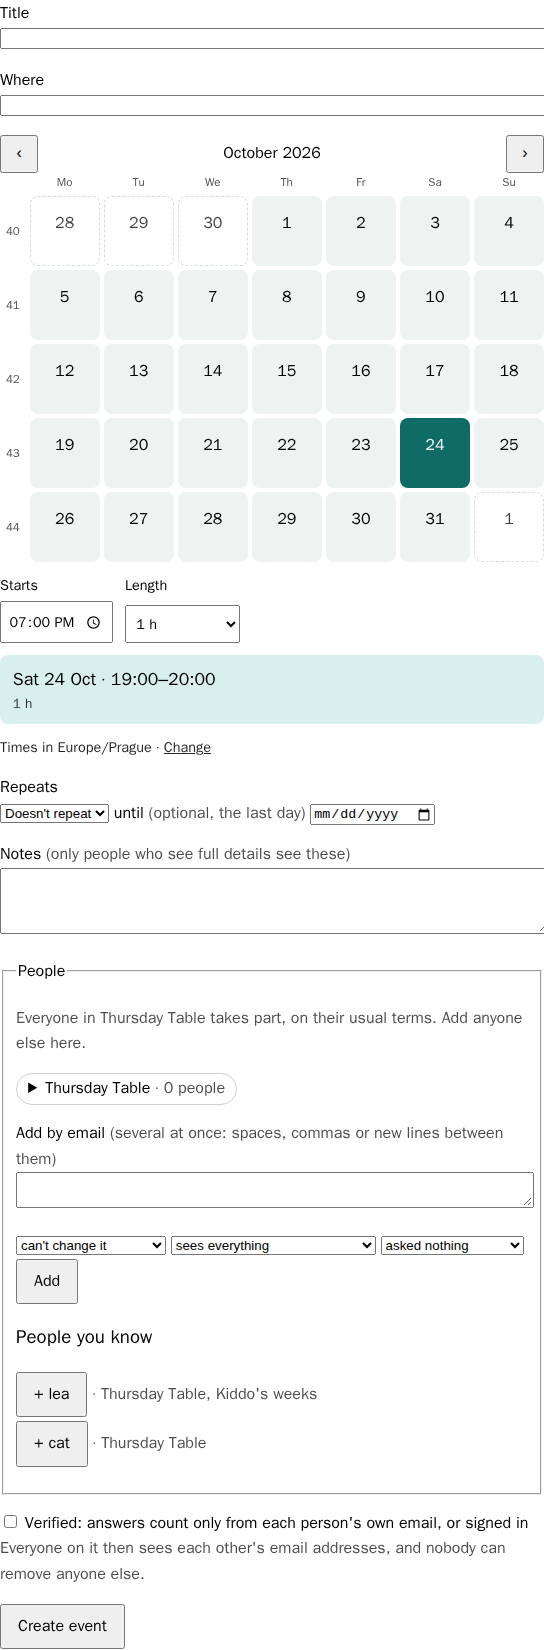 Title
Where
‹ October 2026 ›
Mo Tu We Th Fr Sa Su
40 28 29 30 1 2 3 4
41 5 6 7 8 9 10 11
42 12 13 14 15 16 17 18
43 19 20 21 22 23 24 25
44 26 27 28 29 30 31 1
Starts Length
07:00 PM 1 h
Sat 24 Oct · 19:00–20:00
1 h
Times in Europe/Prague · Change
Repeats
Doesn't repeat until (optional, the last day) mm/dd/yyyy
Notes (only people who see full details see these)
People
Everyone in Thursday Table takes part, on their usual terms. Add anyone
else here.
▶ Thursday Table · 0 people
Add by email (several at once: spaces, commas or new lines between
them)
can't change it sees everything asked nothing
Add
People you know
+ lea · Thursday Table, Kiddo's weeks
+ cat · Thursday Table
Verified: answers count only from each person's own email, or signed in
Everyone on it then sees each other's email addresses, and nobody can
remove anyone else.
Create event